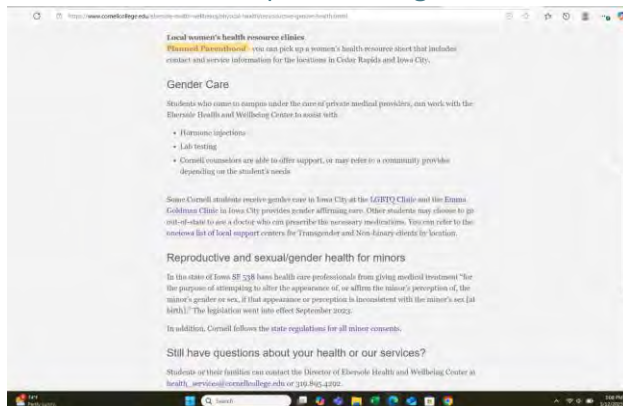 https://www.cornellcollege.edu/
Local women's health resource clinics
Planned Parenthood - you can pick up a women's health resource sheet that includes
contact and service information for the locations in Cedar Rapids and Iowa City.
Gender Care
Students who come to campus under the care of private medical providers, can work with the
Ebersole Health and Wellbeing Center to assist with
• Hormone injections
• Lab testing
• Cornell counselors are able to offer support, or may refer to a community provider
depending on the student's needs
Some Cornell students receive gender care in Iowa City at the LGBTQ Clinic and the Emma
Goldman Clinic in Iowa City provides gender affirming care. Other students may choose to go
out-of-state to see a doctor who can prescribe the necessary medications. You can refer to the
oneiowa list of local support centers for Transgender and Non-binary clients by location.
Reproductive and sexual/gender health for minors
In the state of Iowa SF 538 bans health care professionals from giving medical treatment "for
the purpose of attempting to alter the appearance of, or affirm the minor's perception of, the
minor's gender or sex, if that appearance or perception is inconsistent with the minor's sex [at
birth]." The legislation went into effect September 2023.
In addition, Cornell follows the state regulations for all minor consents.
Still have questions about your health or our services?
Students or their families can contact the Director of Ebersole Health and Wellbeing Center at
health_services@cornellcollege.edu or 319.895.4292.
Search